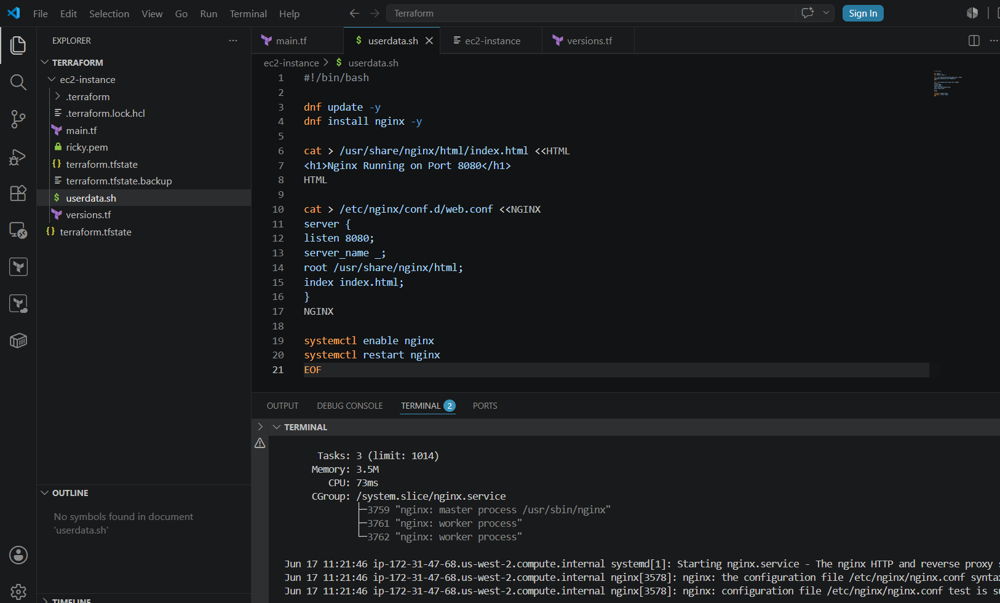 File Edit Selection View Go Run Terminal Help
Terraform
Sign In
EXPLORER
TERRAFORM
ec2-instance
.terraform
.terraform.lock.hcl
main.tf
ricky.pem
terraform.tfstate
terraform.tfstate.backup
userdata.sh
versions.tf
terraform.tfstate
OUTLINE
No symbols found in document
'userdata.sh'
TIMELINE
main.tf
$ userdata.sh
ec2-instance
versions.tf
ec2-instance > $ userdata.sh
1 #!/bin/bash
2
3 dnf update -y
4 dnf install nginx -y
5
6 cat > /usr/share/nginx/html/index.html <<HTML
7 <h1>Nginx Running on Port 8080</h1>
8 HTML
9
10 cat > /etc/nginx/conf.d/web.conf <<NGINX
11 server {
12 listen 8080;
13 server_name _;
14 root /usr/share/nginx/html;
15 index index.html;
16 }
17 NGINX
18
19 systemctl enable nginx
20 systemctl restart nginx
21 EOF
OUTPUT DEBUG CONSOLE TERMINAL 2 PORTS
TERMINAL
Tasks: 3 (limit: 1014)
Memory: 3.5M
CPU: 73ms
CGroup: /system.slice/nginx.service
├─3759 "nginx: master process /usr/sbin/nginx"
├─3761 "nginx: worker process"
└─3762 "nginx: worker process"
Jun 17 11:21:46 ip-172-31-47-68.us-west-2.compute.internal systemd[1]: Starting nginx.service - The nginx HTTP and reverse proxy
Jun 17 11:21:46 ip-172-31-47-68.us-west-2.compute.internal nginx[3578]: nginx: the configuration file /etc/nginx/nginx.conf
Jun 17 11:21:46 ip-172-31-47-68.us-west-2.compute.internal nginx[3578]: nginx: configuration file /etc/nginx/nginx.conf test is